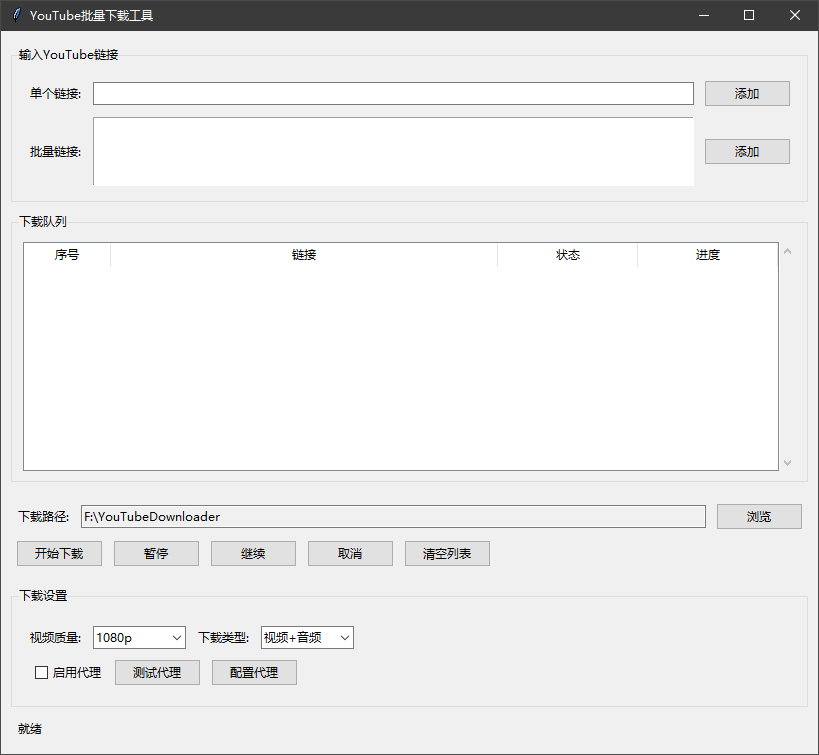 YouTube批量下载工具
输入YouTube链接
单个链接: 添加
批量链接: 添加
下载队列
序号 链接 状态 进度
下载路径: F:\YouTubeDownloader 浏览
开始下载 暂停 继续 取消 清空列表
下载设置
视频质量: 1080p 下载类型: 视频+音频
启用代理 测试代理 配置代理
就绪